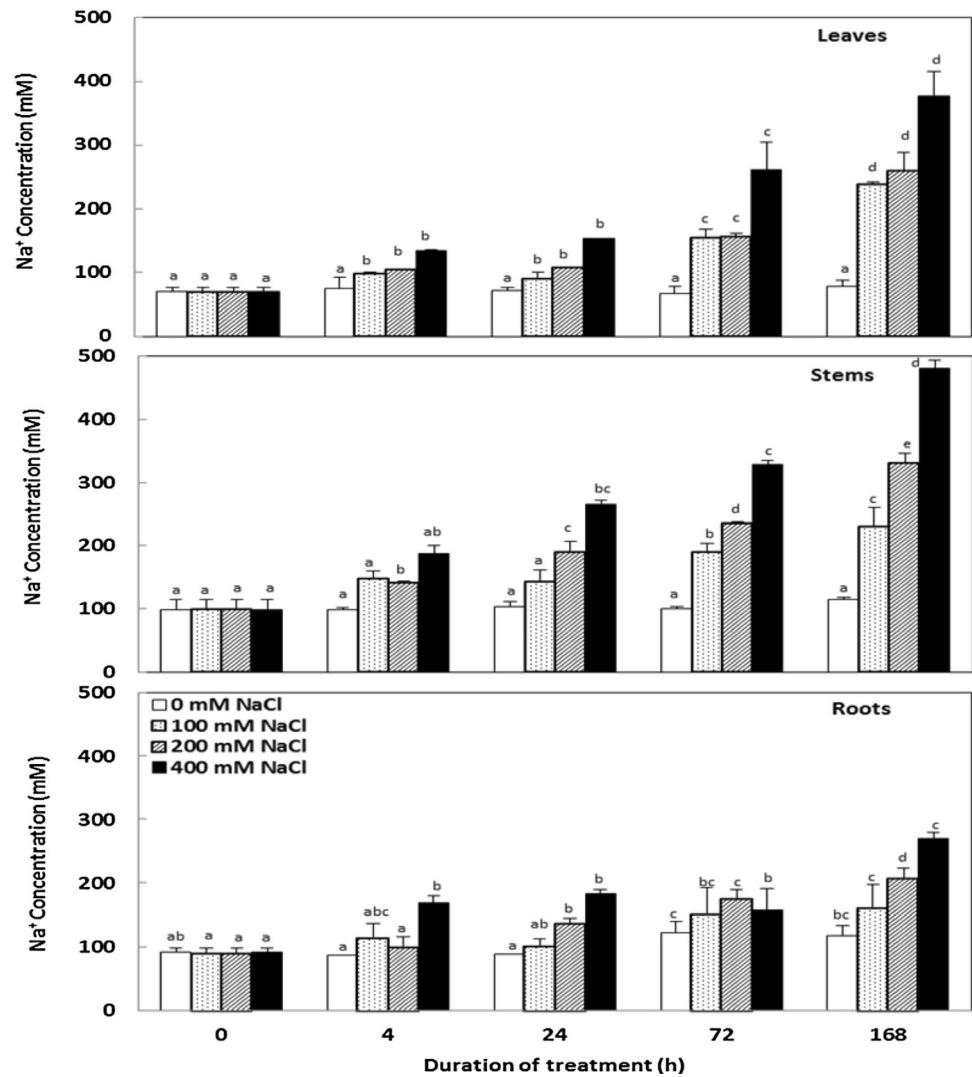 500
Leaves
d
400
c
d
300
d
c
c
200
b
b
b
b
b
b
a
a
a
a
a
a
a
a
100
0
Na⁺ Concentration (mM)
500
Stems
d
400
c
e
300
bc
d
c
c
b
200
ab
a
b
a
a
a
a
a
a
a
a
a
100
0
Na⁺ Concentration (mM)
500
Roots
0 mM NaCl
100 mM NaCl
200 mM NaCl
400 mM NaCl
400
300
c
d
b
b
bc
c
b
c
200
abc
a
ab
b
c
bc
ab
a
a
a
a
a
100
0
Na⁺ Concentration (mM)
0 4 24 72 168
Duration of treatment (h)